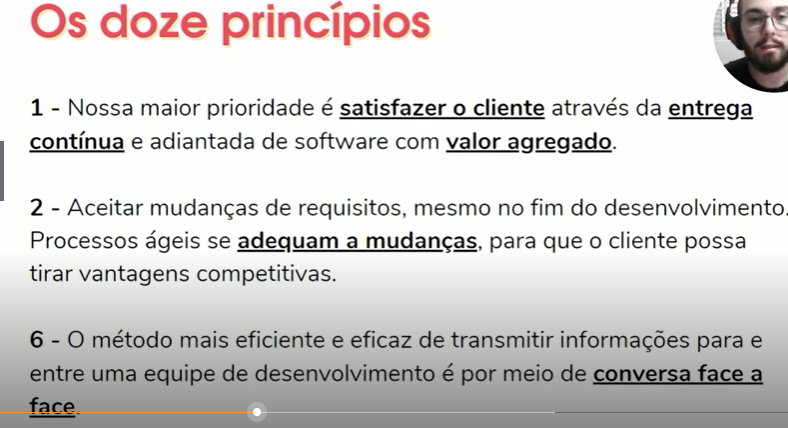 Os doze princípios
1 - Nossa maior prioridade é satisfazer o cliente através da entrega
contínua e adiantada de software com valor agregado.
2 - Aceitar mudanças de requisitos, mesmo no fim do desenvolvimento.
Processos ágeis se adequam a mudanças, para que o cliente possa
tirar vantagens competitivas.
6 - O método mais eficiente e eficaz de transmitir informações para e
entre uma equipe de desenvolvimento é por meio de conversa face a
face.